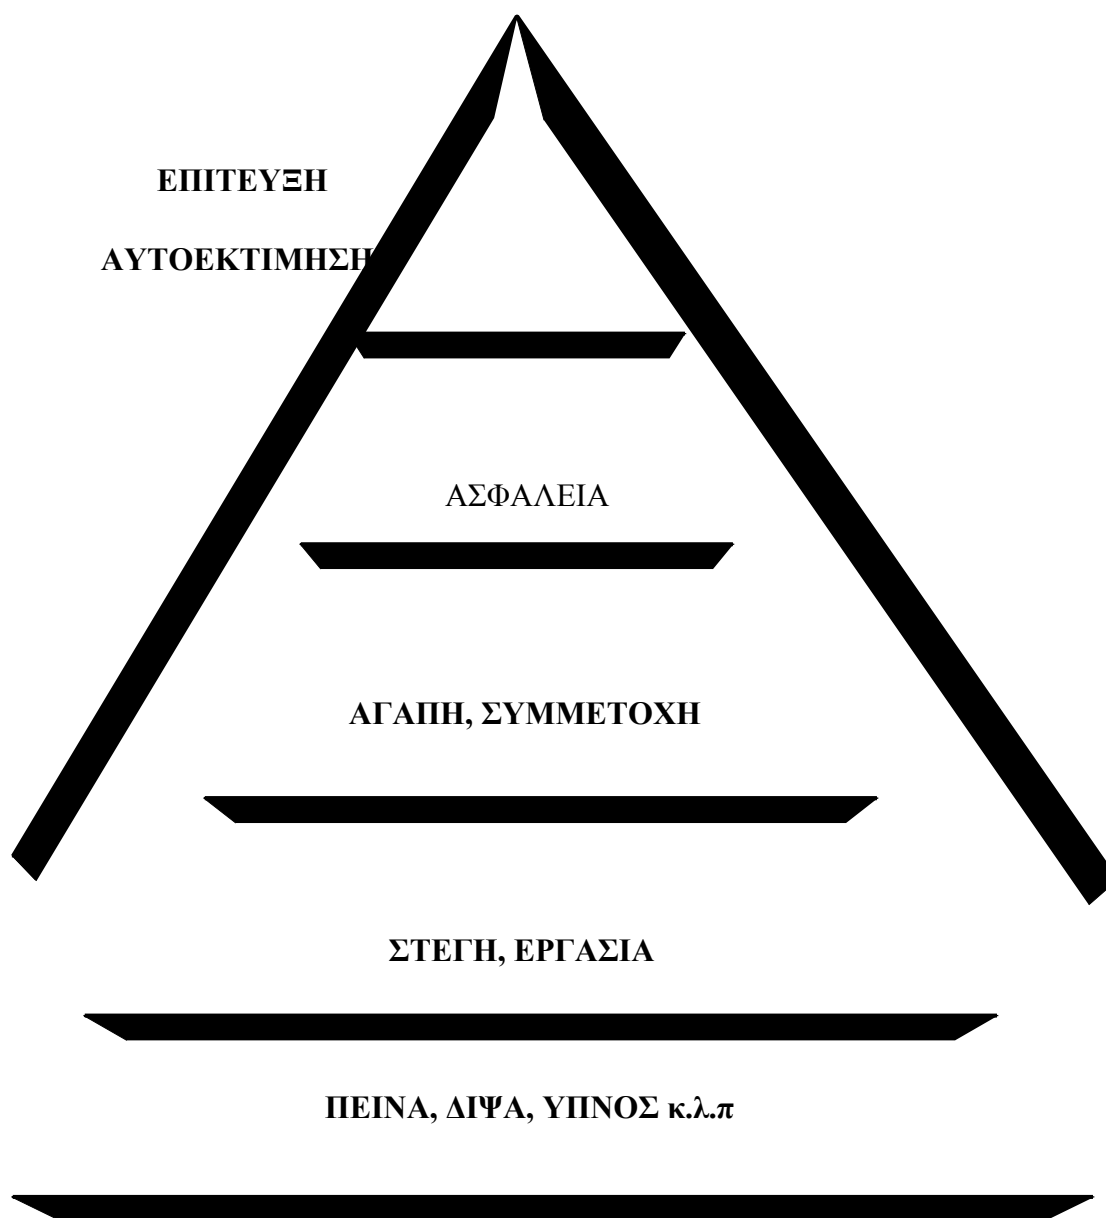 ΕΠΙΤΕΥΞΗ
ΑΥΤΟΕΚΤΙΜΗΣΗ
ΑΣΦΑΛΕΙΑ
ΑΓΑΠΗ, ΣΥΜΜΕΤΟΧΗ
ΣΤΕΓΗ, ΕΡΓΑΣΙΑ
ΠΕΙΝΑ, ΔΙΨΑ, ΥΠΝΟΣ κ.λ.π